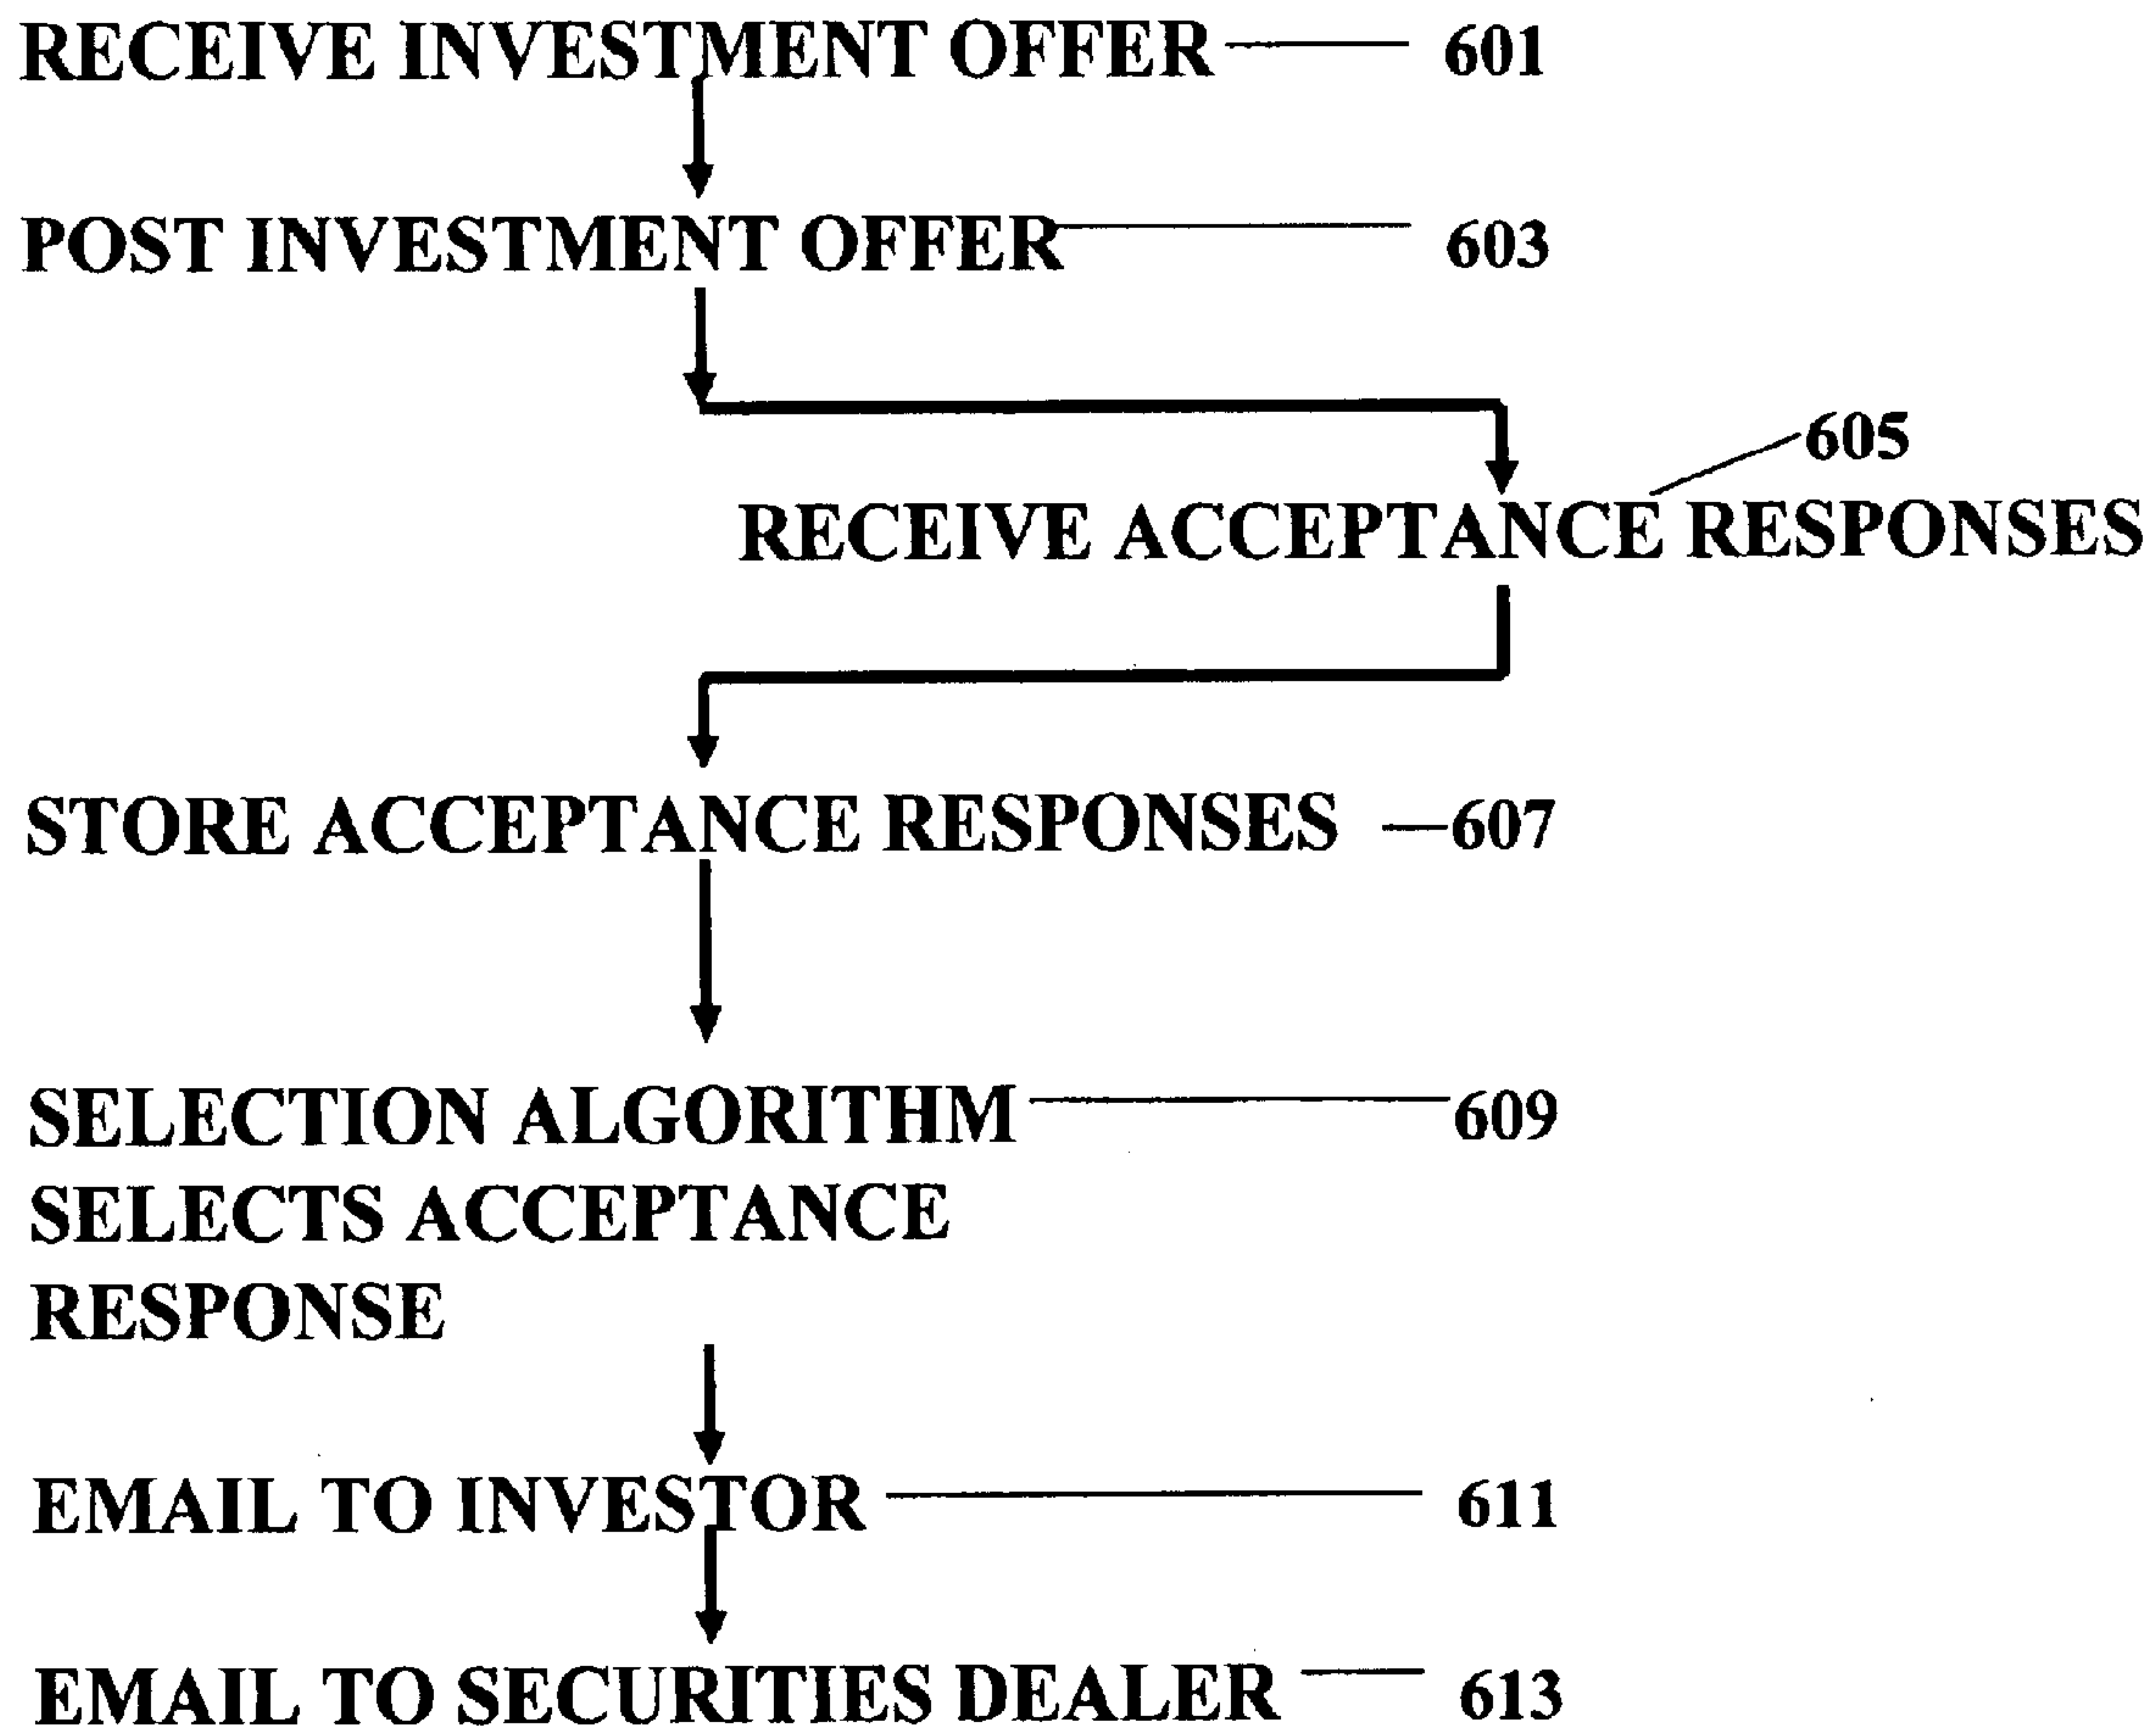 RECEIVE INVESTMENT OFFER 601
POST INVESTMENT OFFER 603
605
RECEIVE ACCEPTANCE RESPONSES
STORE ACCEPTANCE RESPONSES 607
SELECTION ALGORITHM 609
SELECTS ACCEPTANCE
RESPONSE
EMAIL TO INVESTOR 611
EMAIL TO SECURITIES DEALER 613